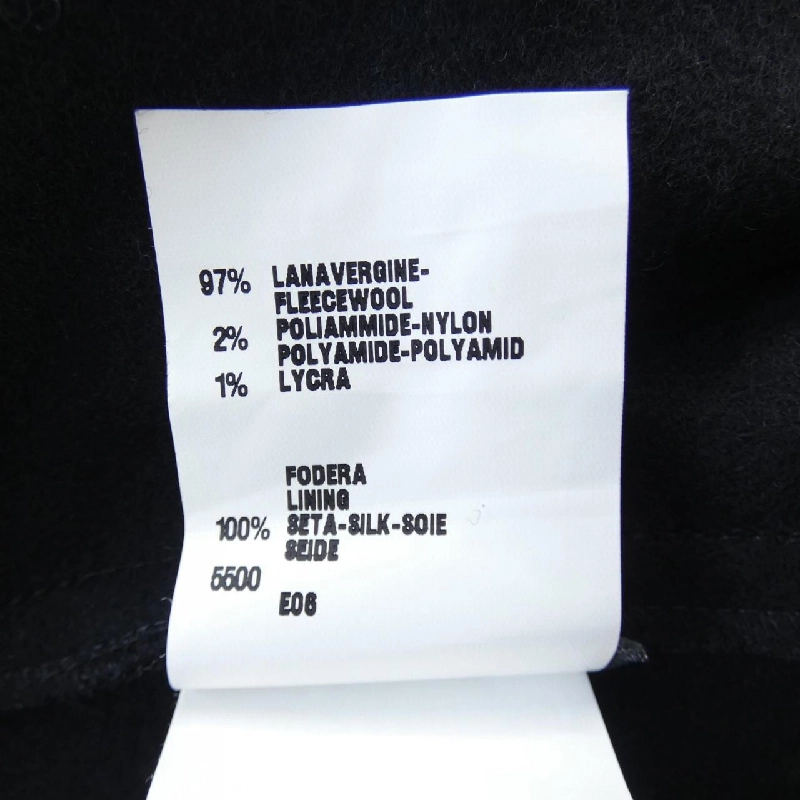 97% LANAVERGINE-
FLEECEWOOL
2% POLIAMMIDE-NYLON
POLYAMIDE-POLYAMID
1% LYCRA
FODERA
LINING
100% SETA-SILK-SOIE
SEIDE
5500
E06